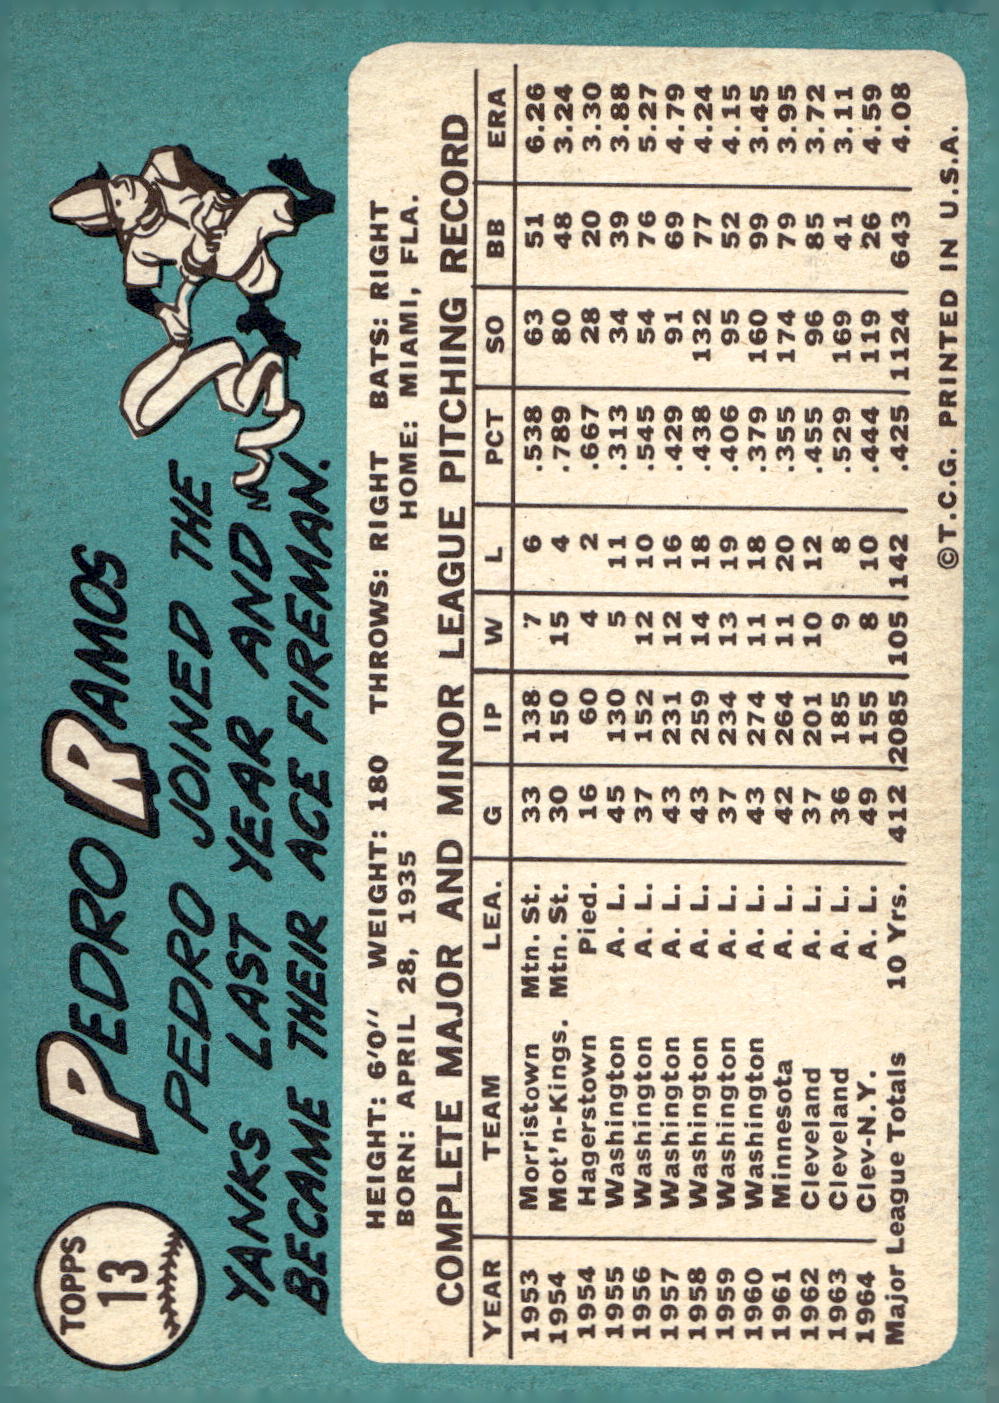 TOPPS
13
PEDRO RAMOS
PEDRO JOINED THE
YANKS LAST YEAR AND
BECAME THEIR ACE FIREMAN.
HEIGHT: 6'0" WEIGHT: 180 THROWS: RIGHT BATS: RIGHT
BORN: APRIL 28, 1935 HOME: MIAMI, FLA.
COMPLETE MAJOR AND MINOR LEAGUE PITCHING RECORD
YEAR TEAM LEA. G IP W L PCT SO BB ERA
1953 Morristown Mtn. St. 33 138 7 6 .538 63 51 6.26
1954 Mot'n-Kings. Mtn. St. 30 150 15 4 .789 80 48 3.24
1954 Hagerstown Pied. 16 60 4 2 .667 28 20 3.30
1955 Washington A. L. 45 130 5 11 .313 34 39 3.88
1956 Washington A. L. 37 152 12 10 .545 54 76 5.27
1957 Washington A. L. 43 231 12 16 .429 91 69 4.79
1958 Washington A. L. 43 259 14 18 .438 132 77 4.24
1959 Washington A. L. 37 234 13 19 .406 95 52 4.15
1960 Washington A. L. 43 274 11 18 .379 160 99 3.45
1961 Minnesota A. L. 42 264 11 20 .355 174 79 3.95
1962 Cleveland A. L. 37 201 10 12 .455 96 85 3.72
1963 Cleveland A. L. 36 185 9 8 .529 169 41 3.11
1964 Clev-N.Y. A. L. 49 155 8 10 .444 119 26 4.59
Major League Totals 10 Yrs. 412 2085 105 142 .425 1124 643 4.08
©T.C.G. PRINTED IN U.S.A.